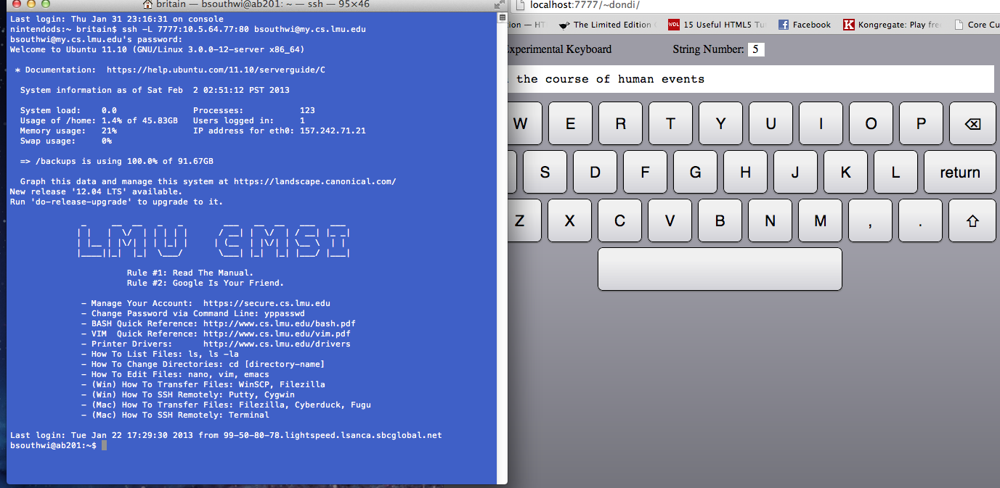 britain — bsouthwi@ab201: ~ — ssh — 95×46
Last login: Thu Jan 31 23:16:31 on console
nintendods:~ britain$ ssh -L 7777:10.5.64.77:80 bsouthwi@my.cs.lmu.edu
bsouthwi@my.cs.lmu.edu's password:
Welcome to Ubuntu 11.10 (GNU/Linux 3.0.0-12-server x86_64)
* Documentation:  https://help.ubuntu.com/11.10/serverguide/C
System information as of Sat Feb  2 02:51:12 PST 2013
System load:    0.0               Processes:           123
Usage of /home: 1.4% of 45.83GB   Users logged in:     1
Memory usage:   21%               IP address for eth0: 157.242.71.21
Swap usage:     0%
=> /backups is using 100.0% of 91.67GB
Graph this data and manage this system at https://landscape.canonical.com/
New release '12.04 LTS' available.
Run 'do-release-upgrade' to upgrade to it.
LMU CMSI
Rule #1: Read The Manual.
Rule #2: Google Is Your Friend.
- Manage Your Account:  https://secure.cs.lmu.edu
- Change Password via Command Line: yppasswd
- BASH Quick Reference: http://www.cs.lmu.edu/bash.pdf
- VIM  Quick Reference: http://www.cs.lmu.edu/vim.pdf
- Printer Drivers:      http://www.cs.lmu.edu/drivers
- How To List Files: ls, ls -la
- How To Change Directories: cd [directory-name]
- How To Edit Files: nano, vim, emacs
- (Win) How To Transfer Files: WinSCP, Filezilla
- (Win) How To SSH Remotely: Putty, Cygwin
- (Mac) How To Transfer Files: Filezilla, Cyberduck, Fugu
- (Mac) How To SSH Remotely: Terminal
Last login: Tue Jan 22 17:29:30 2013 from 99-50-80-78.lightspeed.lsanca.sbcglobal.net
bsouthwi@ab201:~$
localhost:7777/~dondi/
The Limited Edition WDL 15 Useful HTML5 Facebook K Kongregate: Play Core
Experimental Keyboard String Number: 5
the course of human events
W E R T Y U I O P
S D F G H J K L return
Z X C V B N M , .